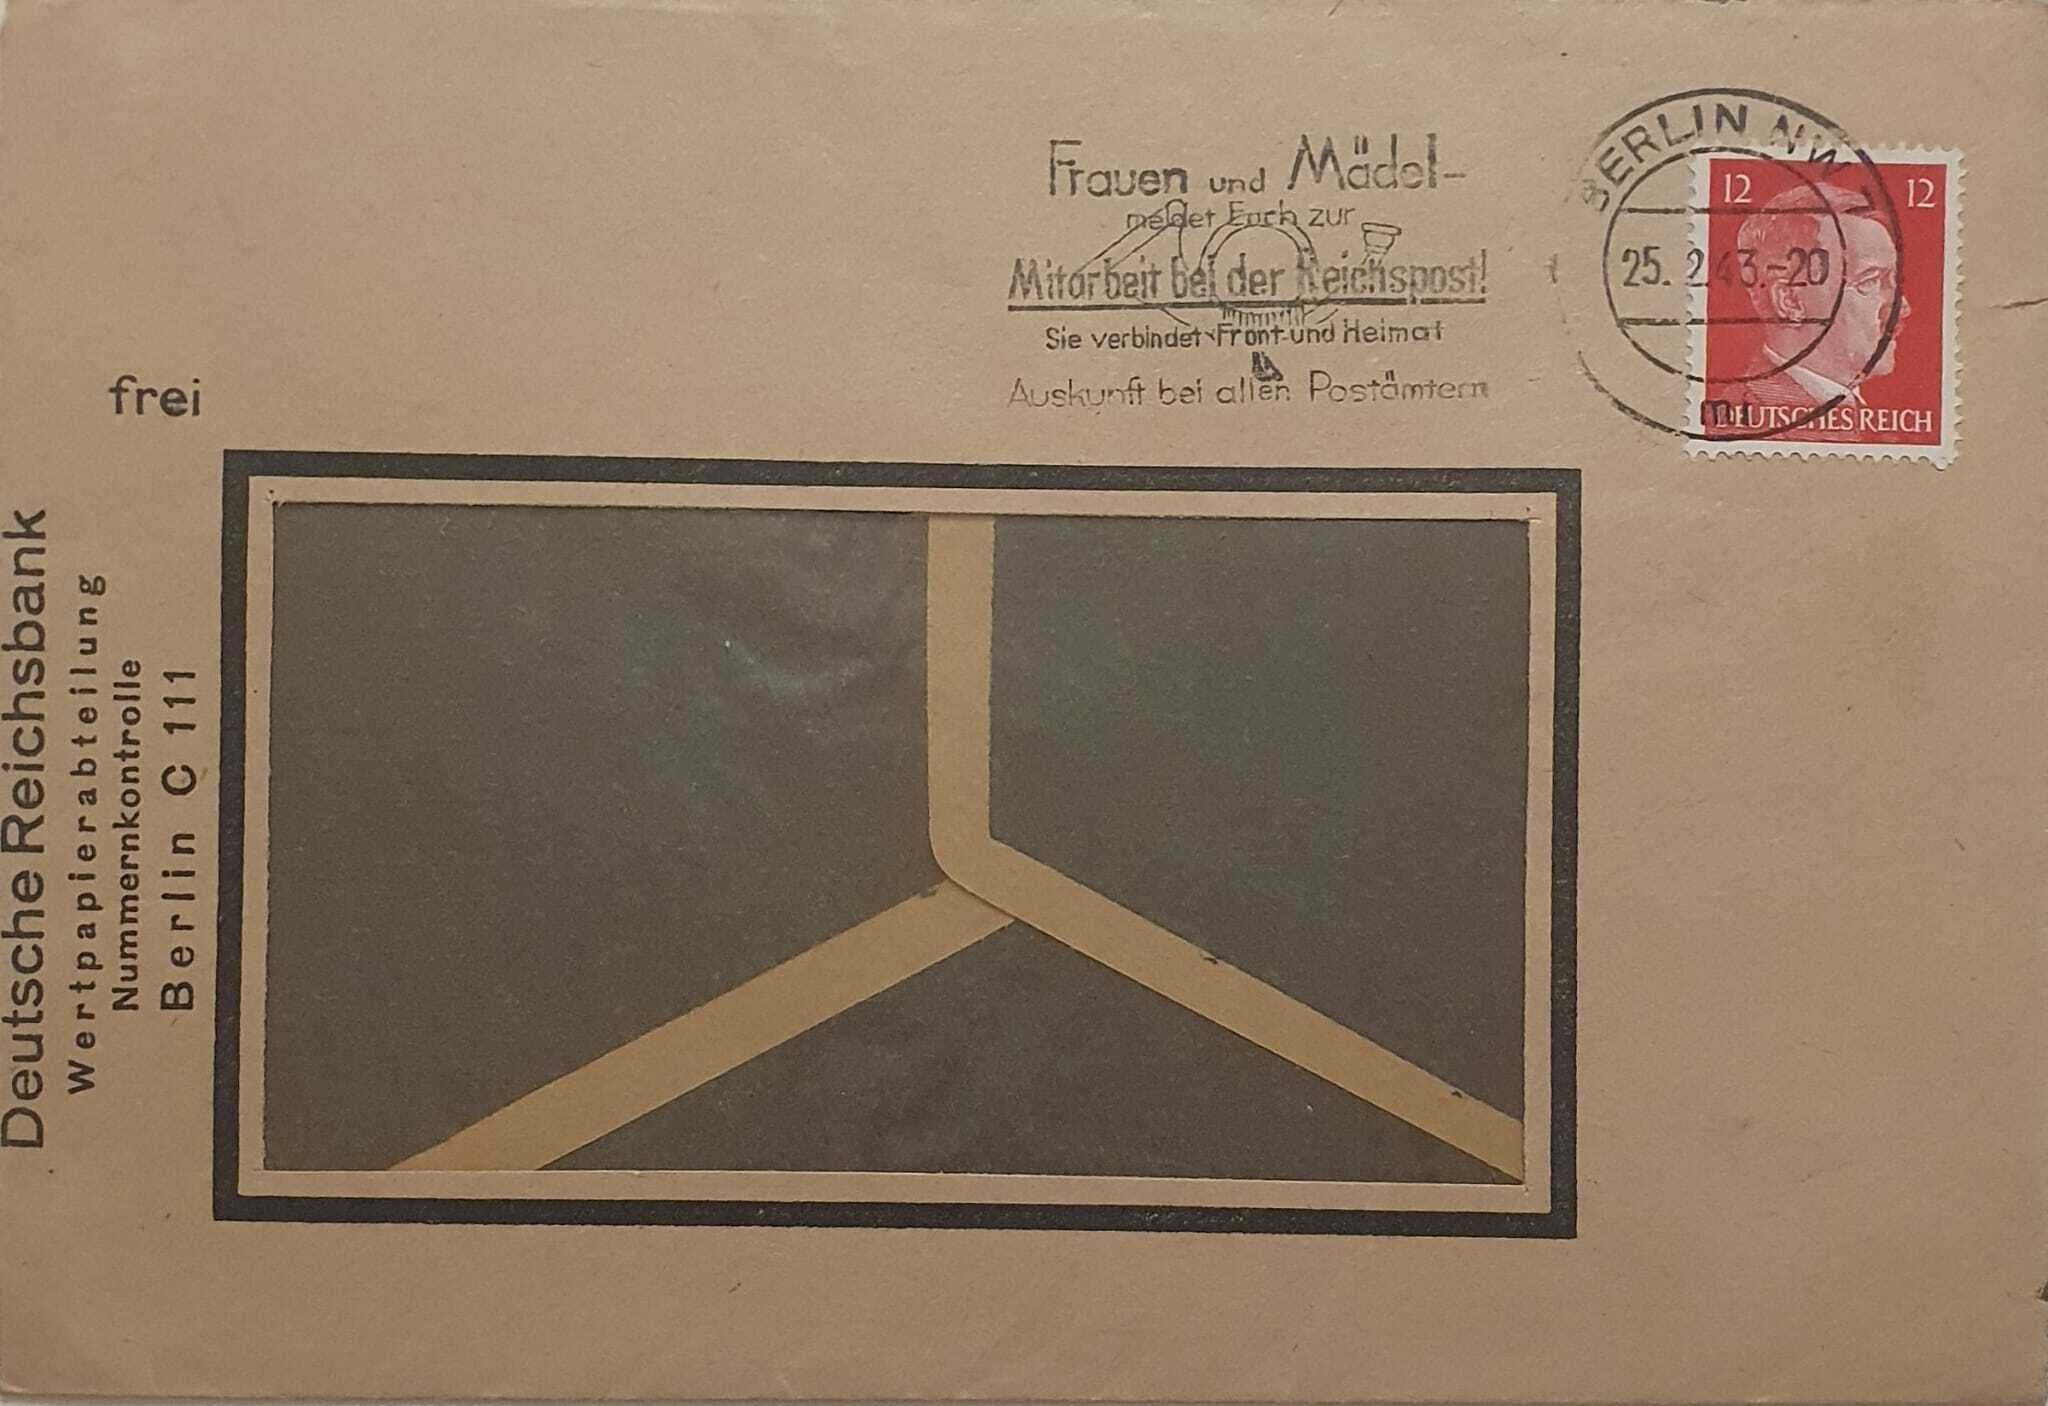 Frauen und Mädel-
meldet Euch zur
Mitarbeit bei der Reichspost!
Sie verbindet Front und Heimat
Auskunft bei allen Postämtern
BERLIN NW 7
25.2.43.-20
12 12
DEUTSCHES REICH
frei
Deutsche Reichsbank
Wertpapierabteilung
Nummernkontrolle
Berlin C 111